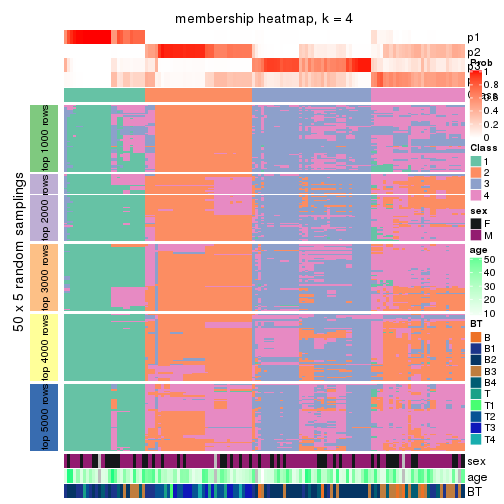 membership heatmap, k = 4
p1
p2
p3
Prob
1
0.8
0.6
0.4
0.2
0
Class
1
2
3
4
sex
F
M
age
50
40
30
20
10
BT
B
B1
B2
B3
B4
T
T1
T2
T3
T4
50 x 5 random samplings
top 1000 rows
top 2000 rows
top 3000 rows
top 4000 rows
top 5000 rows
sex
age
BT